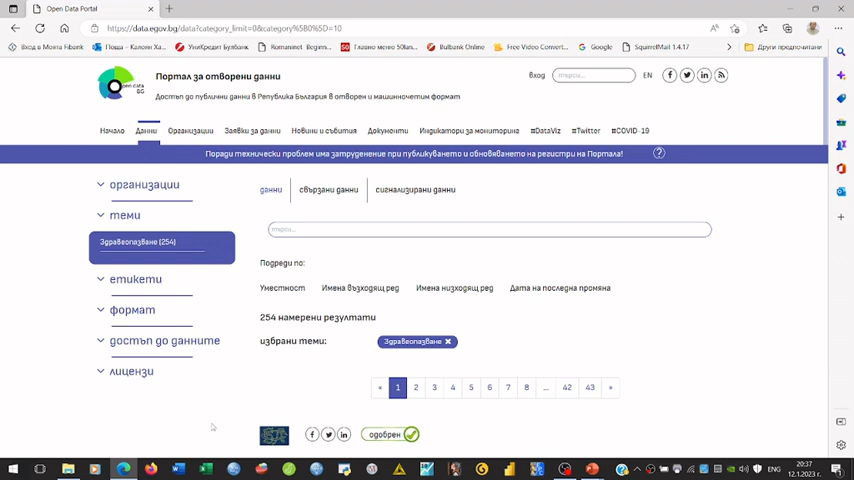 Open Data Portal
https://data.egov.bg/data?category_limit=0&category%5B0%5D=10
Вход в Моята Fibank
Поща - Калоян Ха...
УниКредит Булбанк
Romaninet Beginn...
Главно меню 50lan...
Bulbank Online
Free Video Convert...
Google
SquirrelMail 1.4.17
Други предпочитани
Портал за отворени данни
Достъп до публични данни в Република България в отворен и машинночетим формат
open data BG
вход
търси...
EN
Начало
Данни
Организации
Заявки за данни
Новини и събития
Документи
Индикатори за мониторинг
#DataViz
#Twitter
#COVID-19
Поради технически проблем има затруднение при публикуването и обновяването на регистри на Портала!
организации
теми
Здравеопазване (254)
етикети
формат
достъп до данните
лицензи
данни
свързани данни
сигнализирани данни
търси...
Подреди по:
Уместност
Имена възходящ ред
Имена низходящ ред
Дата на последна промяна
254 намерени резултати
избрани теми:
Здравеопазване ×
« 1 2 3 4 5 6 7 8 ... 42 43 »
одобрен
ENG
20:37
12.1.2023 г.